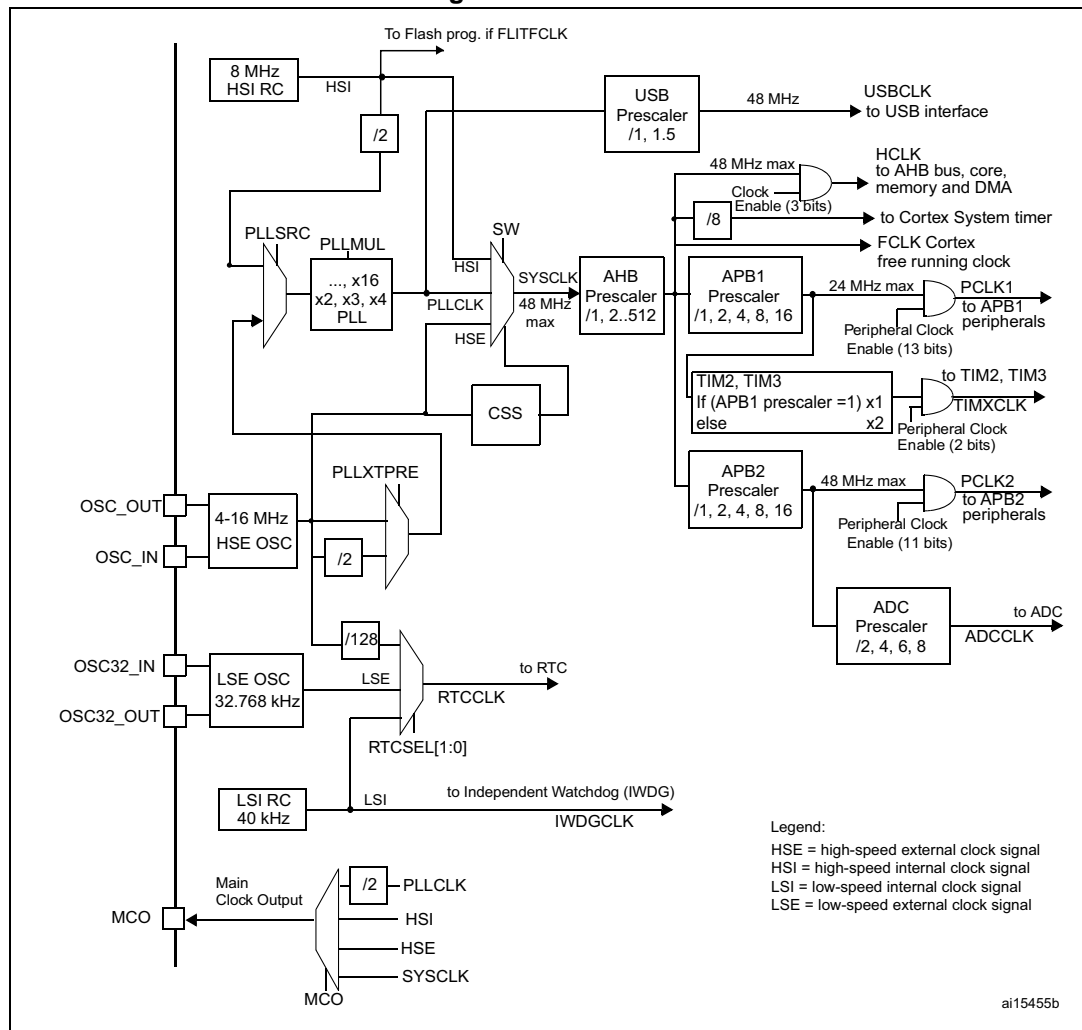 To Flash prog. if FLITFCLK
8 MHz
HSI RC
HSI
/2
USB
Prescaler
/1, 1.5
48 MHz
USBCLK
to USB interface
48 MHz max
HCLK
to AHB bus, core,
memory and DMA
Clock
Enable (3 bits)
/8
to Cortex System timer
FCLK Cortex
free running clock
PLLSRC
PLLMUL
..., x16
x2, x3, x4
PLL
SW
HSI
PLLCLK
HSE
SYSCLK
48 MHz
max
AHB
Prescaler
/1, 2..512
APB1
Prescaler
/1, 2, 4, 8, 16
24 MHz max
PCLK1
to APB1
peripherals
Peripheral Clock
Enable (13 bits)
TIM2, TIM3
If (APB1 prescaler =1) x1
else x2
to TIM2, TIM3
TIMXCLK
Peripheral Clock
Enable (2 bits)
CSS
APB2
Prescaler
/1, 2, 4, 8, 16
48 MHz max
PCLK2
to APB2
peripherals
Peripheral Clock
Enable (11 bits)
PLLXTPRE
OSC_OUT
OSC_IN
4-16 MHz
HSE OSC
/2
ADC
Prescaler
/2, 4, 6, 8
to ADC
ADCCLK
/128
OSC32_IN
OSC32_OUT
LSE OSC
32.768 kHz
LSE
to RTC
RTCCLK
RTCSEL[1:0]
LSI RC
40 kHz
LSI
to Independent Watchdog (IWDG)
IWDGCLK
Legend:
HSE = high-speed external clock signal
HSI = high-speed internal clock signal
LSI = low-speed internal clock signal
LSE = low-speed external clock signal
Main
Clock Output
MCO
/2
PLLCLK
HSI
HSE
SYSCLK
MCO
ai15455b